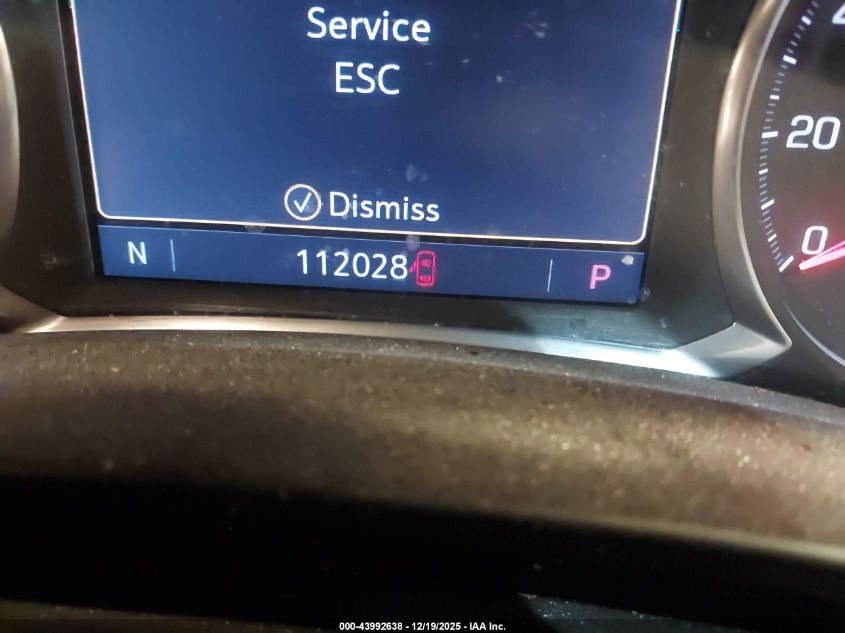 Service
ESC
Dismiss
N 112028 P
20
0
000-43992638 - 12/19/2025 - IAA Inc.